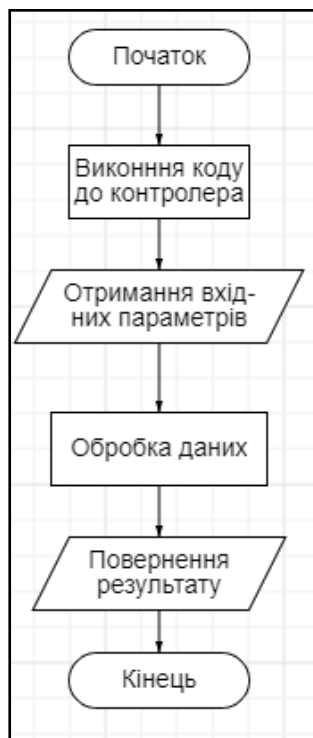 Початок
Виконння коду
до контролера
Отримання вхід-
них параметрів
Обробка даних
Повернення
результату
Кінець